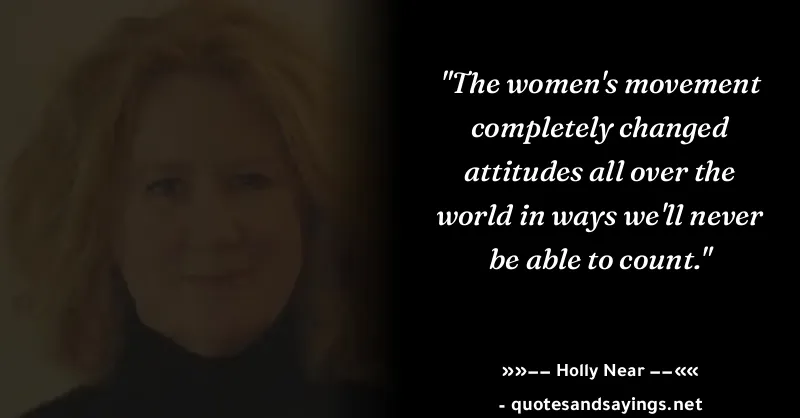 "The women's movement
completely changed
attitudes all over the
world in ways we'll never
be able to count."
»»—— Holly Near ——««
- quotesandsayings.net